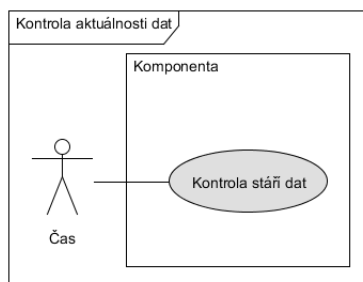 Kontrola aktuálnosti dat
Komponenta
Kontrola stáří dat
Čas